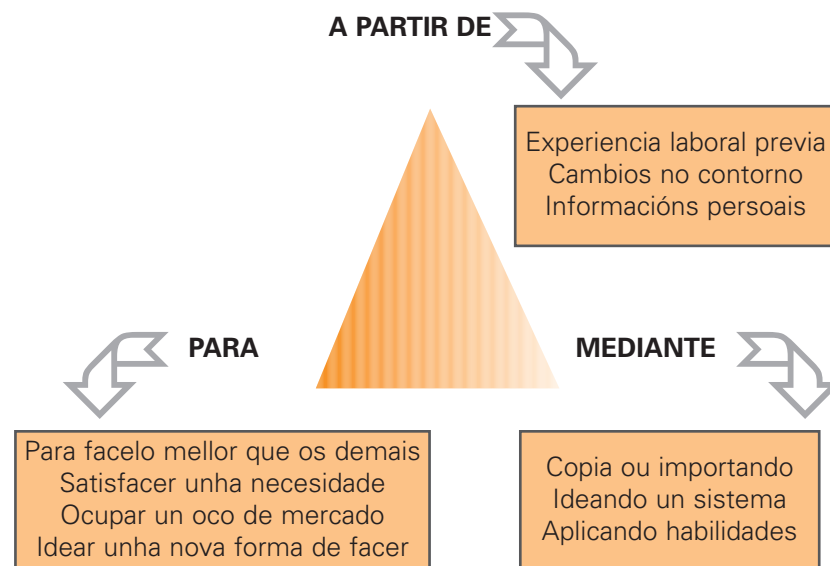 A PARTIR DE
Experiencia laboral previa
Cambios no contorno
Informacións persoais
PARA
MEDIANTE
Para facelo mellor que os demais
Satisfacer unha necesidade
Ocupar un oco de mercado
Idear unha nova forma de facer
Copia ou importando
Ideando un sistema
Aplicando habilidades